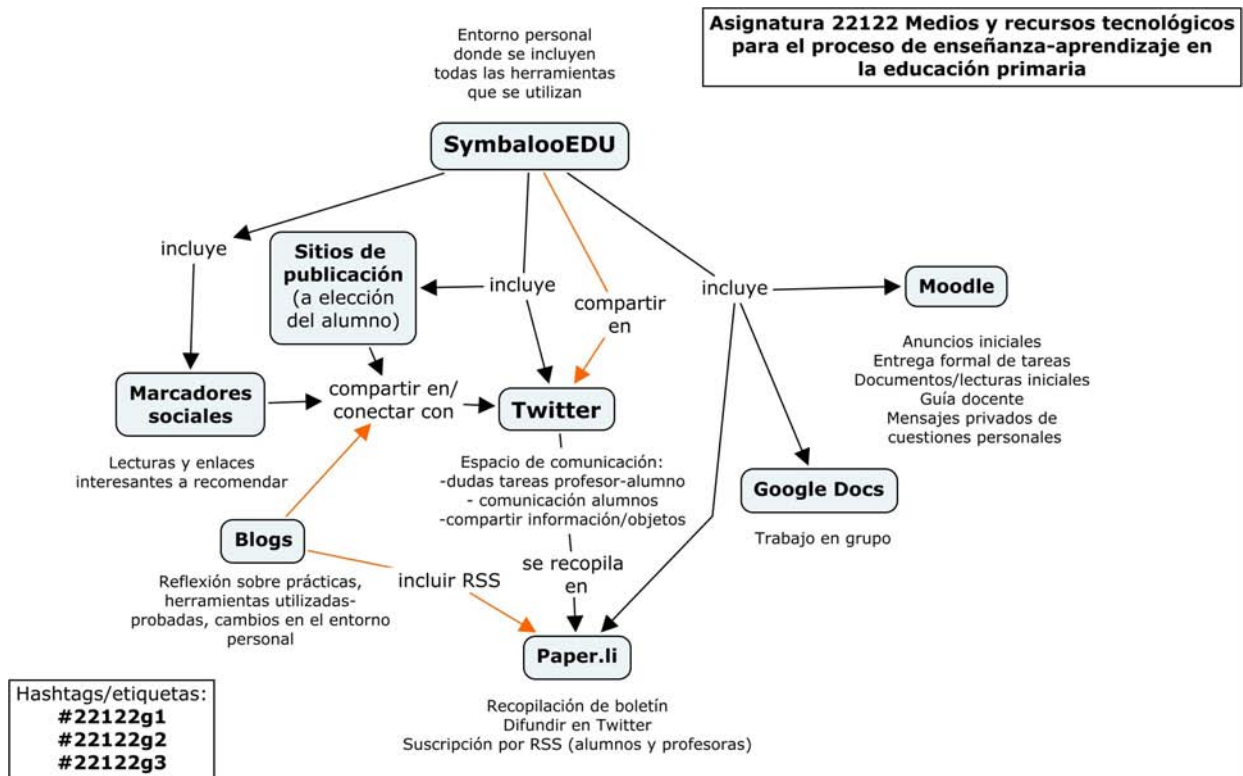 Asignatura 22122 Medios y recursos tecnológicos
para el proceso de enseñanza-aprendizaje en
la educación primaria
Entorno personal
donde se incluyen
todas las herramientas
que se utilizan
SymbalooEDU
incluye
Sitios de
publicación
(a elección
del alumno)
incluye
compartir
en
incluye
Moodle
Anuncios iniciales
Entrega formal de tareas
Documentos/lecturas iniciales
Guía docente
Mensajes privados de
cuestiones personales
Marcadores
sociales
Lecturas y enlaces
interesantes a recomendar
compartir en/
conectar con
Twitter
Espacio de comunicación:
-dudas tareas profesor-alumno
- comunicación alumnos
-compartir información/objetos
Google Docs
Trabajo en grupo
Blogs
Reflexión sobre prácticas,
herramientas utilizadas-
probadas, cambios en el entorno
personal
incluir RSS
se recopila
en
Paper.li
Recopilación de boletín
Difundir en Twitter
Suscripción por RSS (alumnos y profesoras)
Hashtags/etiquetas:
#22122g1
#22122g2
#22122g3